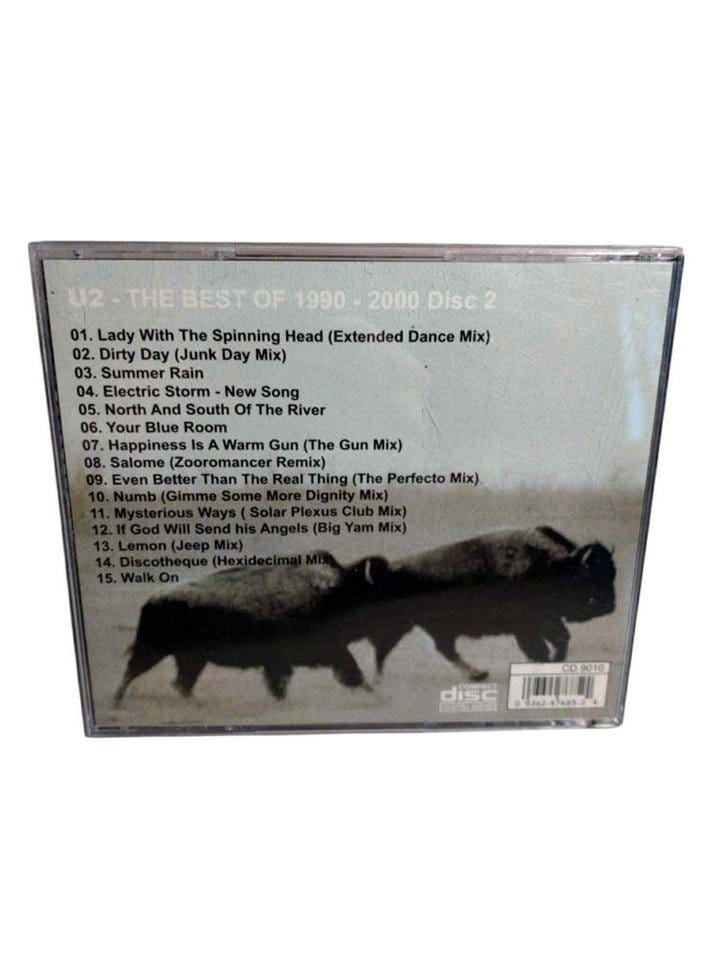 U2 - THE BEST OF 1990 - 2000 Disc 2
01. Lady With The Spinning Head (Extended Dance Mix)
02. Dirty Day (Junk Day Mix)
03. Summer Rain
04. Electric Storm - New Song
05. North And South Of The River
06. Your Blue Room
07. Happiness Is A Warm Gun (The Gun Mix)
08. Salome (Zooromancer Remix)
09. Even Better Than The Real Thing (The Perfecto Mix)
10. Numb (Gimme Some More Dignity Mix)
11. Mysterious Ways ( Solar Plexus Club Mix)
12. If God Will Send his Angels (Big Yam Mix)
13. Lemon (Jeep Mix)
14. Discotheque (Hexidecimal Mix)
15. Walk On
CD 9010
COMPACT
disc
DIGITAL AUDIO